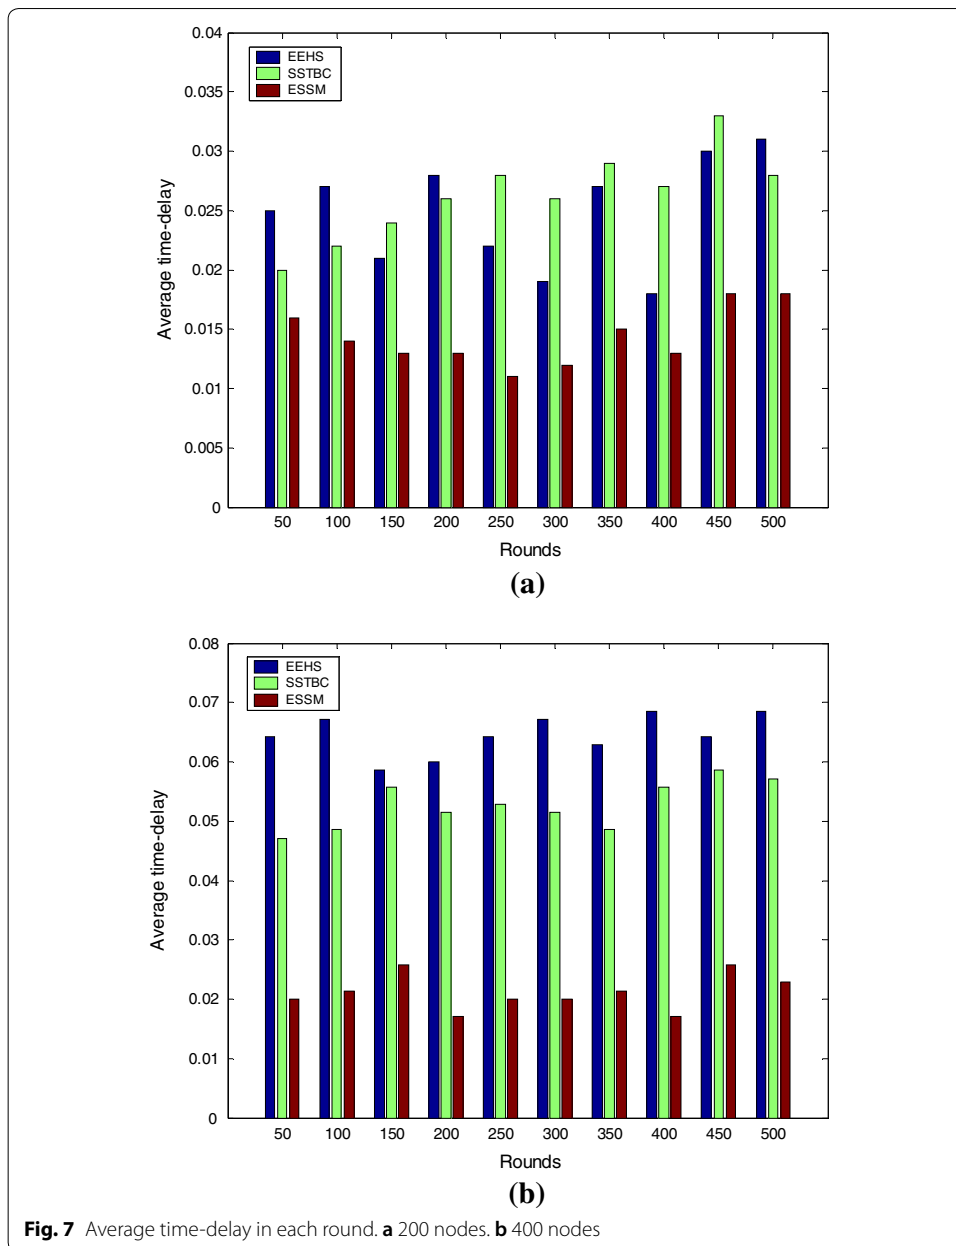 0.04
EEHS
SSTBC
ESSM
0.035
0.03
0.025
0.02
0.015
0.01
0.005
0
Average time-delay
50 100 150 200 250 300 350 400 450 500
Rounds
(a)
0.08
EEHS
SSTBC
ESSM
0.07
0.06
0.05
0.04
0.03
0.02
0.01
0
Average time-delay
50 100 150 200 250 300 350 400 450 500
Rounds
(b)
Fig. 7 Average time-delay in each round. a 200 nodes. b 400 nodes